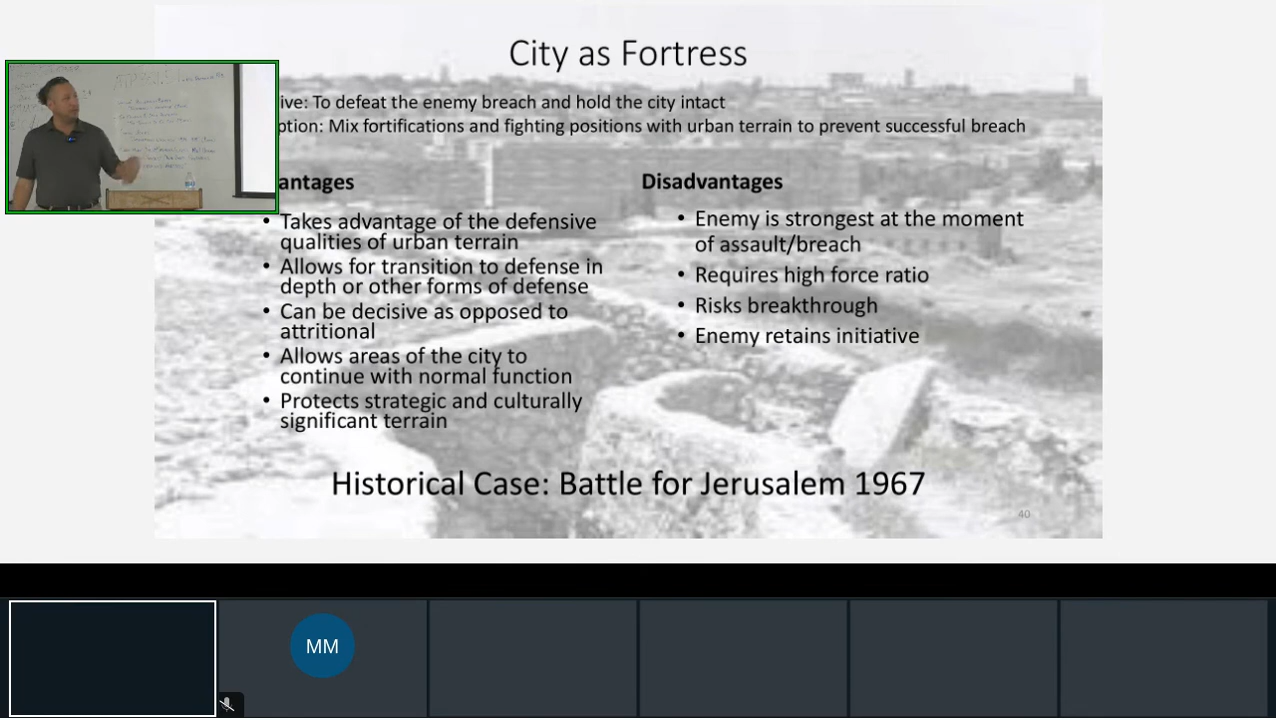 City as Fortress
ive: To defeat the enemy breach and hold the city intact
ption: Mix fortifications and fighting positions with urban terrain to prevent successful breach
antages
• Takes advantage of the defensive
qualities of urban terrain
• Allows for transition to defense in
depth or other forms of defense
• Can be decisive as opposed to
attritional
• Allows areas of the city to
continue with normal function
• Protects strategic and culturally
significant terrain
Disadvantages
• Enemy is strongest at the moment
of assault/breach
• Requires high force ratio
• Risks breakthrough
• Enemy retains initiative
Historical Case: Battle for Jerusalem 1967
40
MM